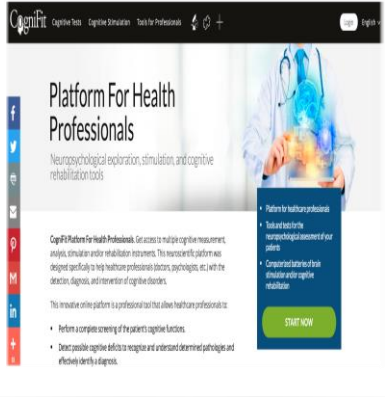 CogniFit
Cognitive Tests
Cognitive Stimulation
Tools for Professionals
Login
English
Platform For Health
Professionals
Neuropsychological exploration, stimulation, and cognitive
rehabilitation tools
CogniFit Platform For Health Professionals. Get access to multiple cognitive measurement,
analysis, stimulation and/or rehabilitation instruments. This neuroscientific platform was
designed specifically to help healthcare professionals (doctors, psychologists, etc.) with the
detection, diagnosis, and intervention of cognitive disorders.
This innovative online platform is a professional tool that allows healthcare professionals to:
• Perform a complete screening of the patient's cognitive functions.
• Detect possible cognitive deficits to recognize and understand determined pathologies and
effectively identify a diagnosis.
• Platform for healthcare professionals
• Tools and tests for the
neuropsychological assessment of your
patients
• Computerized batteries of brain
stimulation and/or cognitive
rehabilitation
START NOW